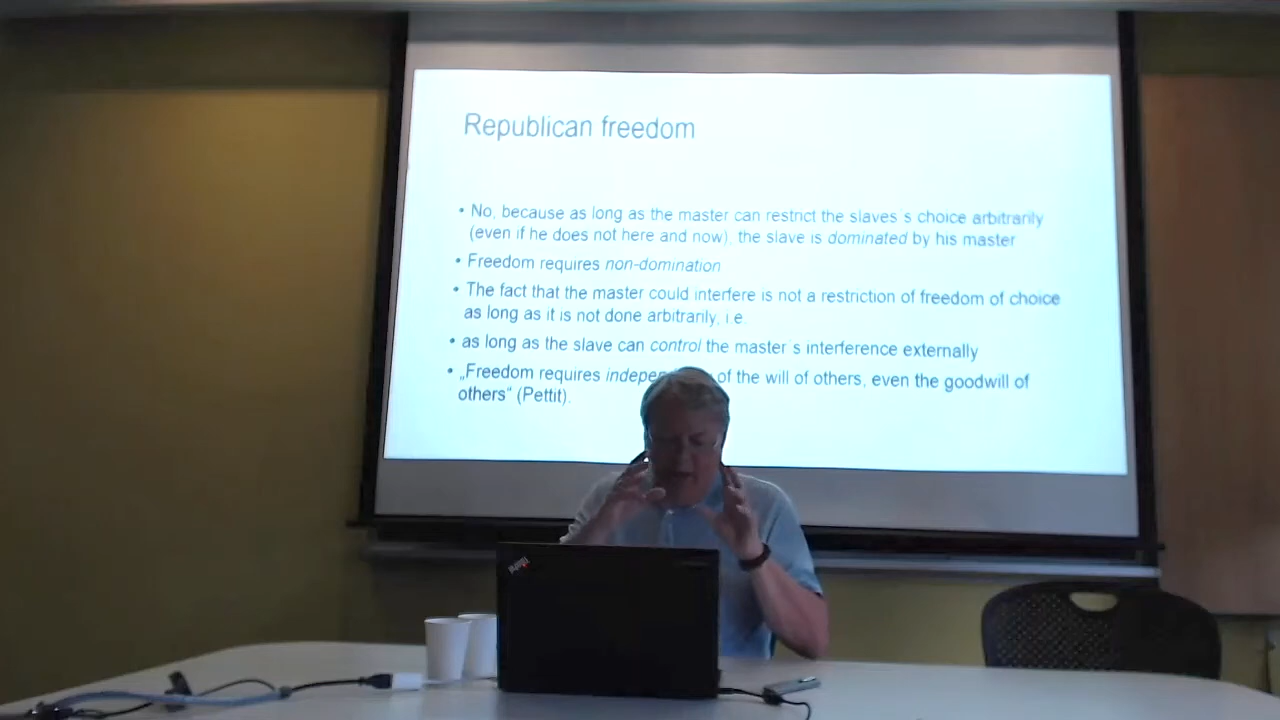 Republican freedom
• No, because as long as the master can restrict the slaves´s choice arbitrarily
(even if he does not here and now), the slave is dominated by his master
• Freedom requires non-domination
• The fact that the master could interfere is not a restriction of freedom of choice
as long as it is not done arbitrarily, i.e.
• as long as the slave can control the master´s interference externally
• „Freedom requires of the will of others, even the goodwill of
others“ (Pettit).
ThinkPad